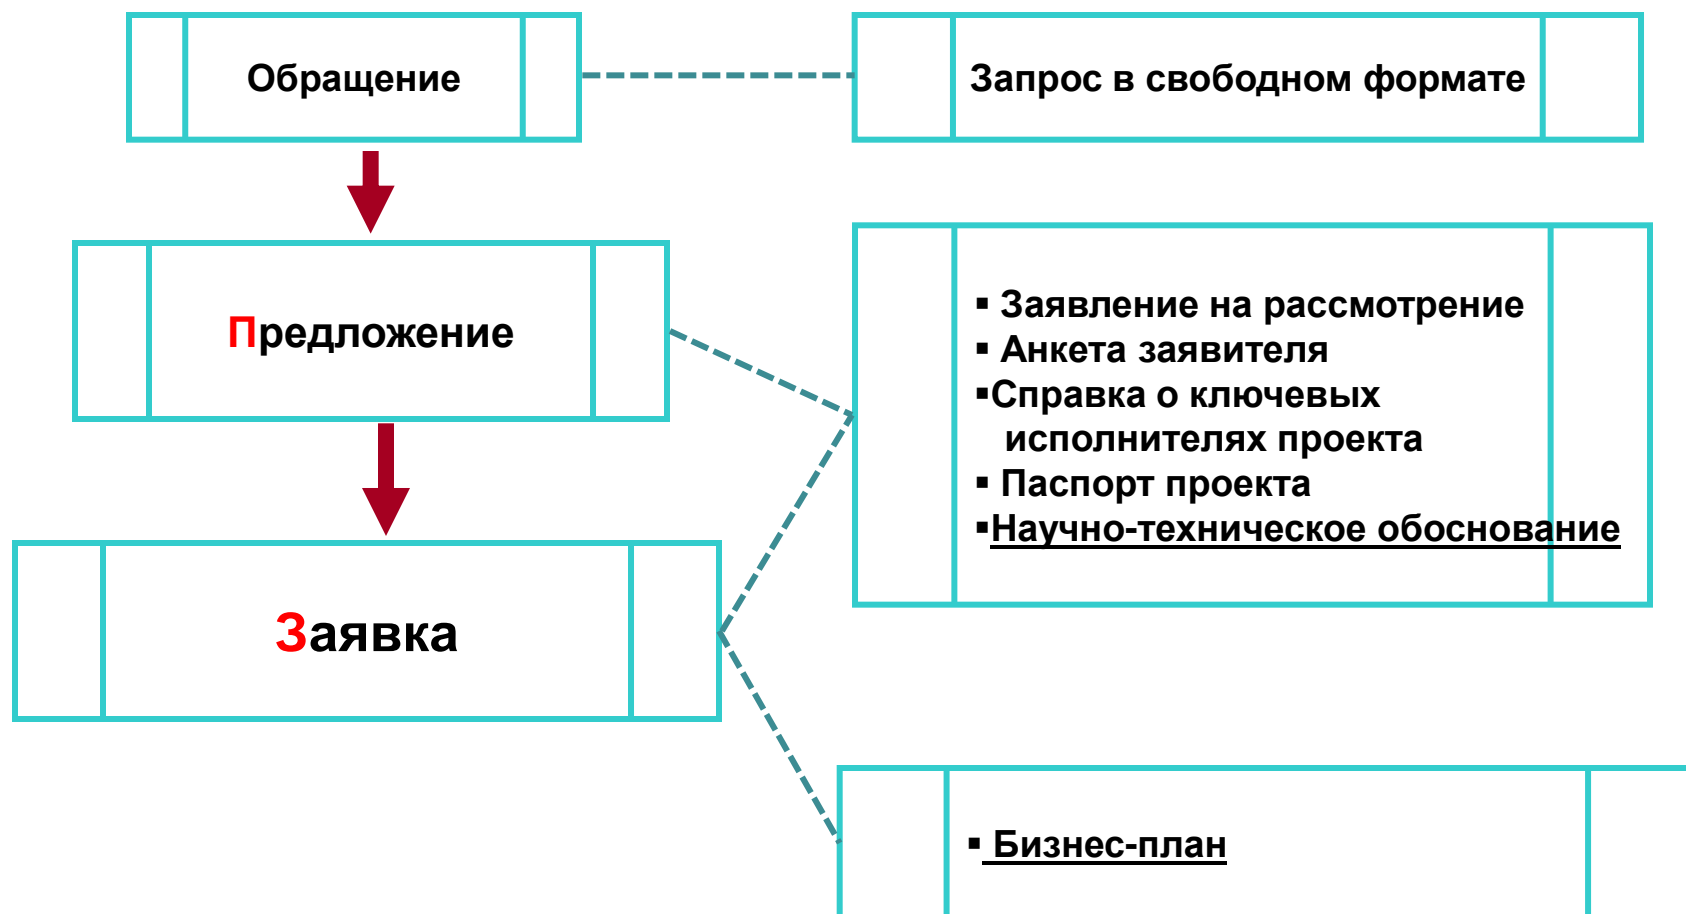 Обращение
Запрос в свободном формате
Предложение
▪ Заявление на рассмотрение
▪ Анкета заявителя
▪Справка о ключевых
исполнителях проекта
▪ Паспорт проекта
▪Научно-техническое обоснование
Заявка
▪ Бизнес-план